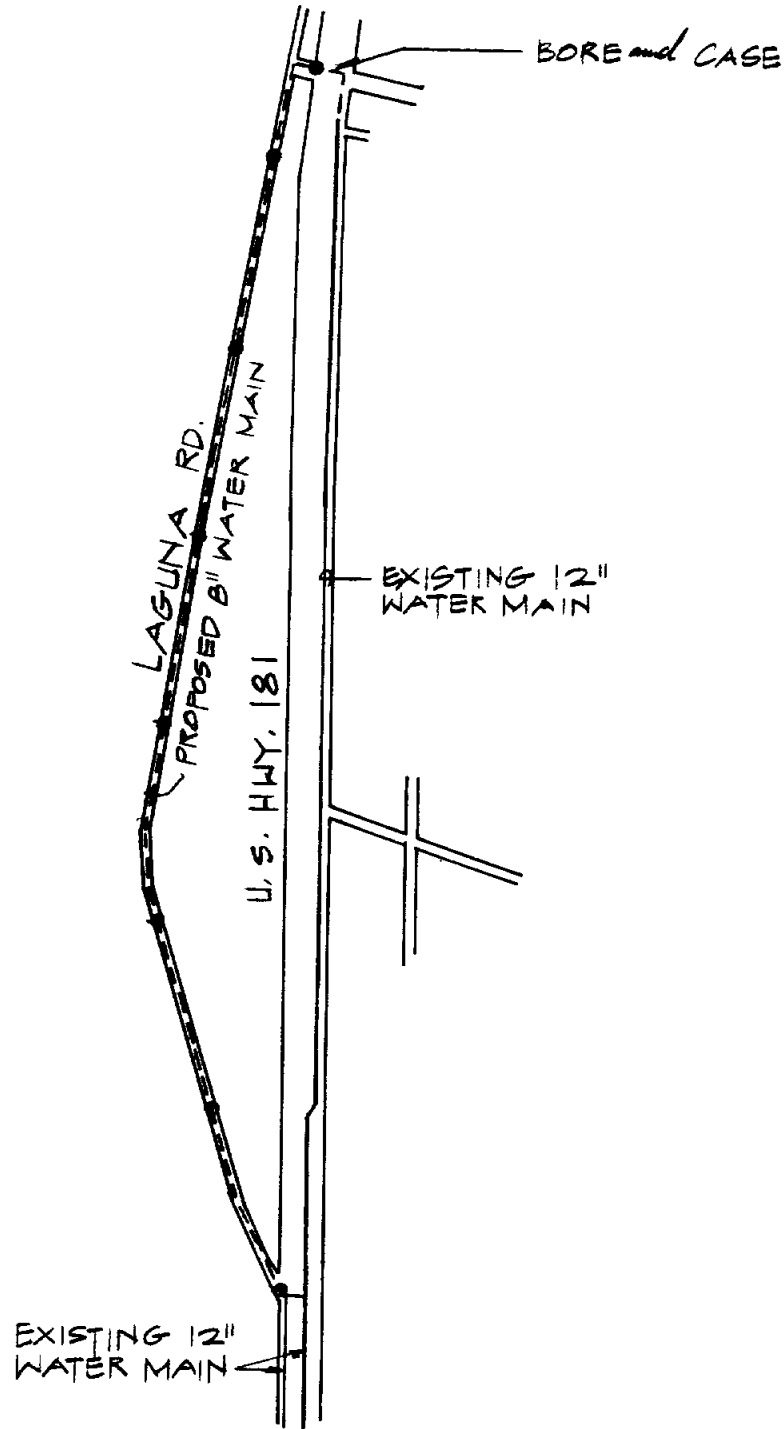 BORE and CASE
LAGUNA RD.
PROPOSED 8" WATER MAIN
EXISTING 12"
WATER MAIN
U.S. HWY. 181
EXISTING 12"
WATER MAIN